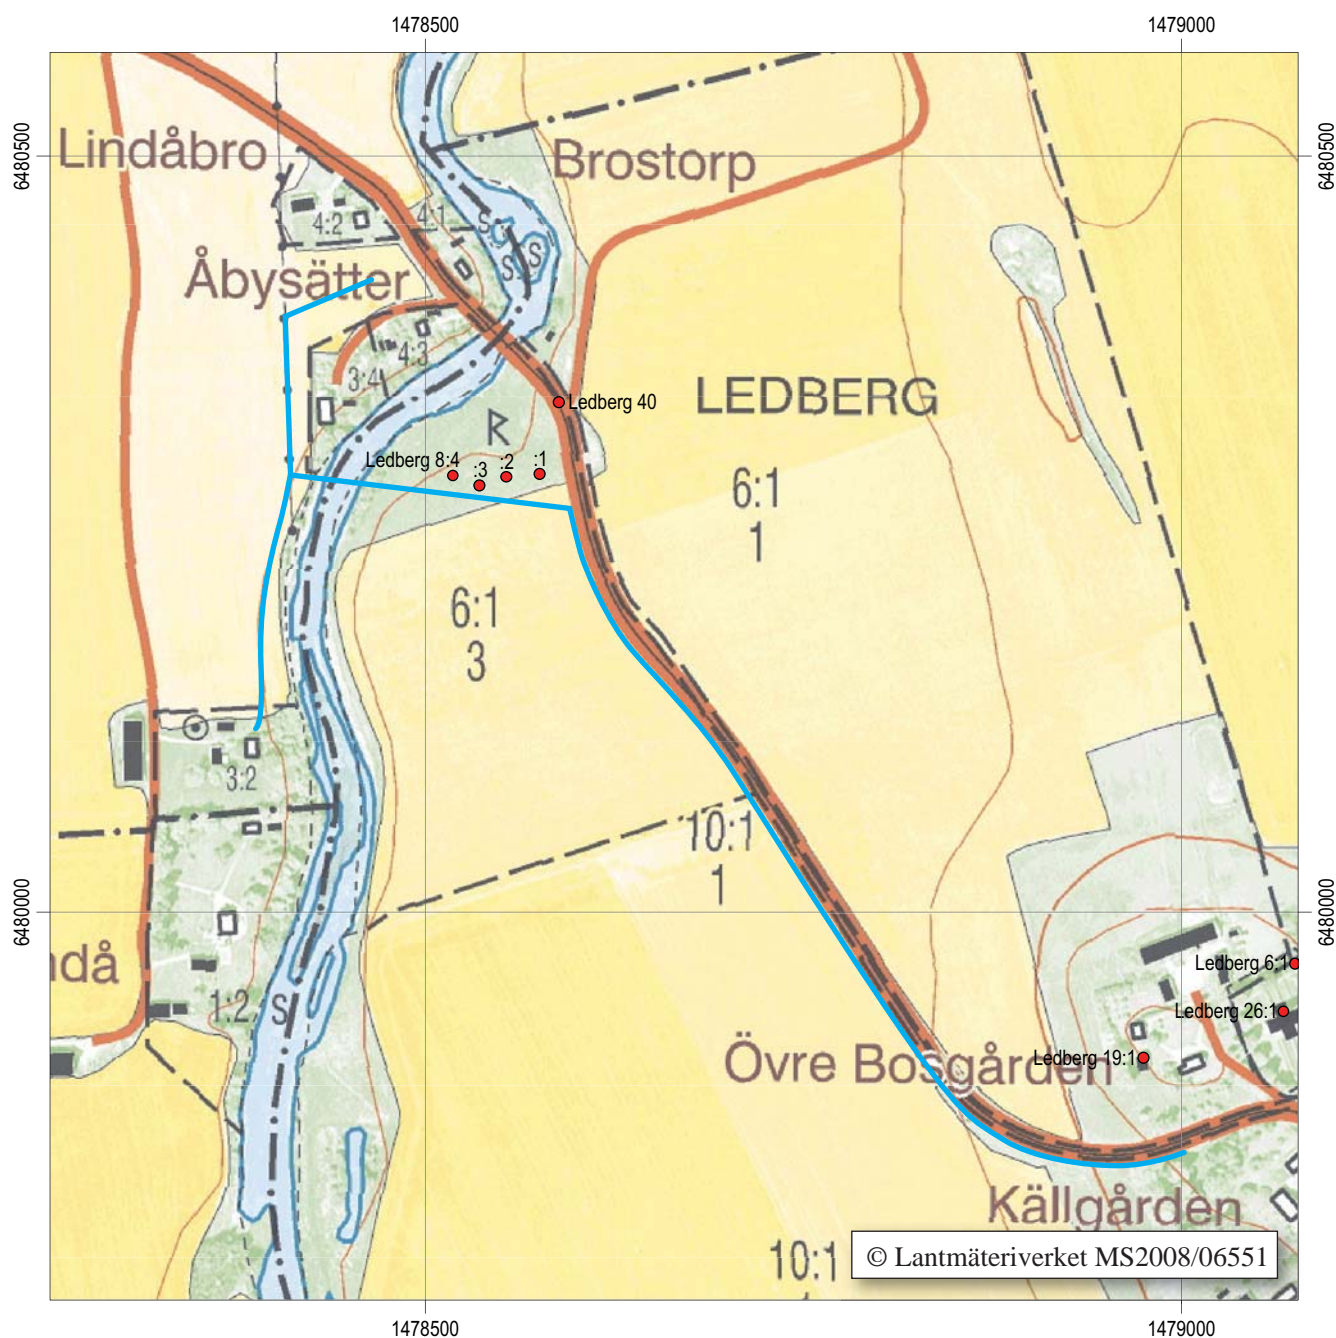 1478500
1479000
6480500
6480500
Lindåbro
Brostorp
4:2
4:1
S
S
S
Åbysätter
4:3
3:4
Ledberg 40
LEDBERG
R
Ledberg 8:4
:3
:2
:1
6:1
1
6:1
3
3:2
10:1
1
6480000
6480000
ndå
1:2
S
Ledberg 6:1
Ledberg 26:1
Ledberg 19:1
Övre Bosgården
Källgården
10:1
© Lantmäteriverket MS2008/06551
1478500
1479000